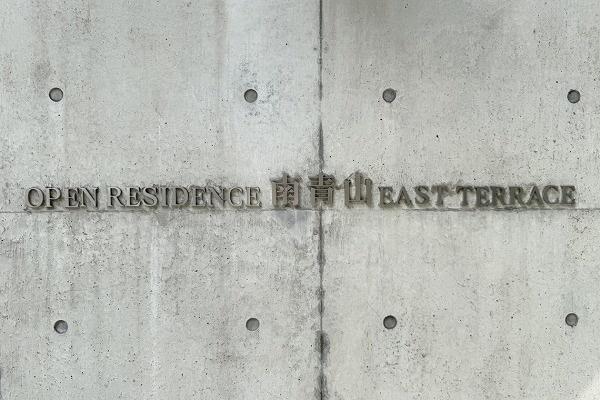 OPEN RESIDENCE 南青山 EAST TERRACE